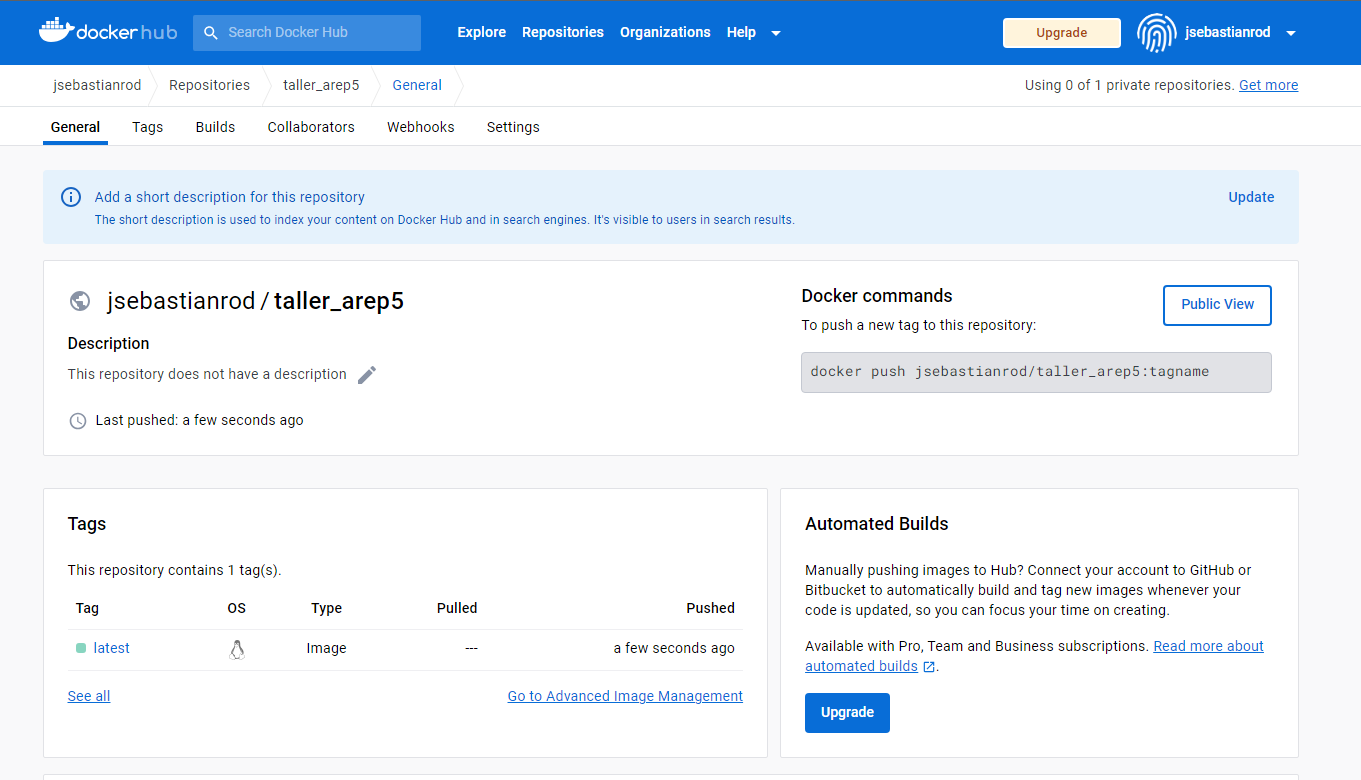 docker hub
Search Docker Hub
Explore
Repositories
Organizations
Help
Upgrade
jsebastianrod
jsebastianrod
Repositories
taller_arep5
General
Using 0 of 1 private repositories. Get more
General
Tags
Builds
Collaborators
Webhooks
Settings
Add a short description for this repository
Update
The short description is used to index your content on Docker Hub and in search engines. It's visible to users in search results.
jsebastianrod / taller_arep5
Description
This repository does not have a description
Last pushed: a few seconds ago
Docker commands
Public View
To push a new tag to this repository:
docker push jsebastianrod/taller_arep5:tagname
Tags
This repository contains 1 tag(s).
Tag OS Type Pulled Pushed
latest Image --- a few seconds ago
See all
Go to Advanced Image Management
Automated Builds
Manually pushing images to Hub? Connect your account to GitHub or
Bitbucket to automatically build and tag new images whenever your
code is updated, so you can focus your time on creating.
Available with Pro, Team and Business subscriptions. Read more about
automated builds .
Upgrade